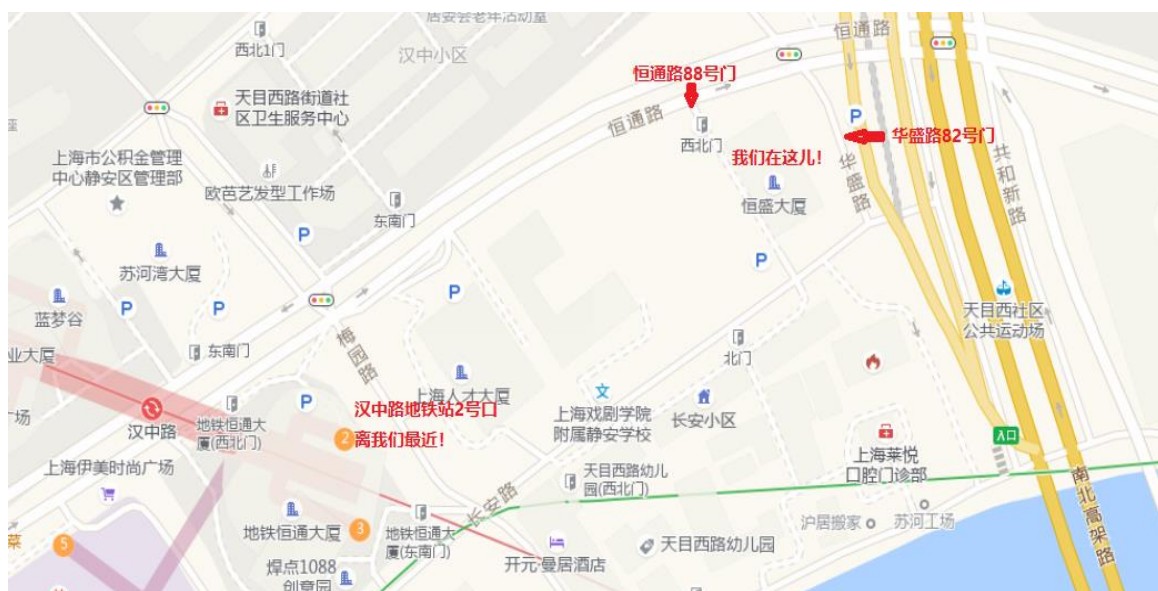 居委会老年活动室
西北1门
汉中小区
恒通路
天目西路街道社
区卫生服务中心
恒通路88号门
恒通路
西北门
P
华盛路82号门
我们在这儿！
华盛路
共和新路
上海市公积金管理
中心静安区管理部
欧芭艺发型工作场
东南门
恒盛大厦
P
苏河湾大厦
P
P
蓝梦谷
P
P
天目西社区
公共运动场
业大厦
东南门
梅园路
北门
上海人才大厦
汉中路地铁站2号口
离我们最近！
P
2
广场
汉中路
地铁恒通大
厦(西北门)
文
上海戏剧学院
附属静安学校
长安小区
入口
上海莱悦
口腔门诊部
上海伊美时尚广场
天目西路幼儿
园(西北门)
长安路
南北高架路
地铁恒通大厦
3
地铁恒通大
厦(东南门)
沪居搬家
苏河工场
菜
5
开元·曼居酒店
天目西路幼儿园
焊点1088
创意园